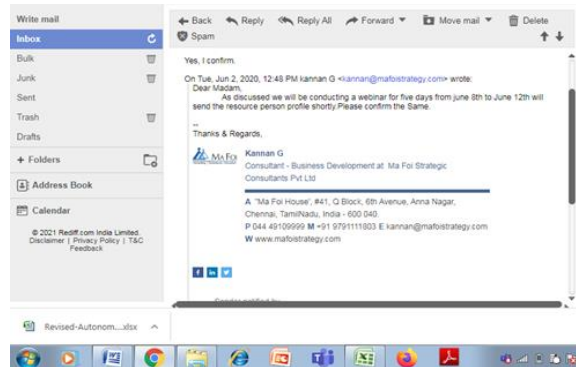 Write mail
Inbox
Bulk
Junk
Sent
Trash
Drafts
+ Folders
Address Book
Calendar
© 2021 Rediff.com India Limited.
Disclaimer | Privacy Policy | T&C
Feedback
Back Reply Reply All Forward Move mail Delete
Spam
Yes, I confirm.
On Tue, Jun 2, 2020, 12:48 PM kannan G <kannan@mafoistrategy.com> wrote:
Dear Madam,
As discussed we will be conducting a webinar for five days from june 8th to June 12th will
send the resource person profile shortly.Please confirm the Same.
--
Thanks & Regards,
MA FOI
Kannan G
Consultant - Business Development at Ma Foi Strategic
Consultants Pvt Ltd
A "Ma Foi House', #41, Q Block, 6th Avenue, Anna Nagar,
Chennai, TamilNadu, India - 600 040.
P 044 49109999 M +91 9791111803 E kannan@mafoistrategy.com
W www.mafoistrategy.com
Revised-Autonom....xlsx